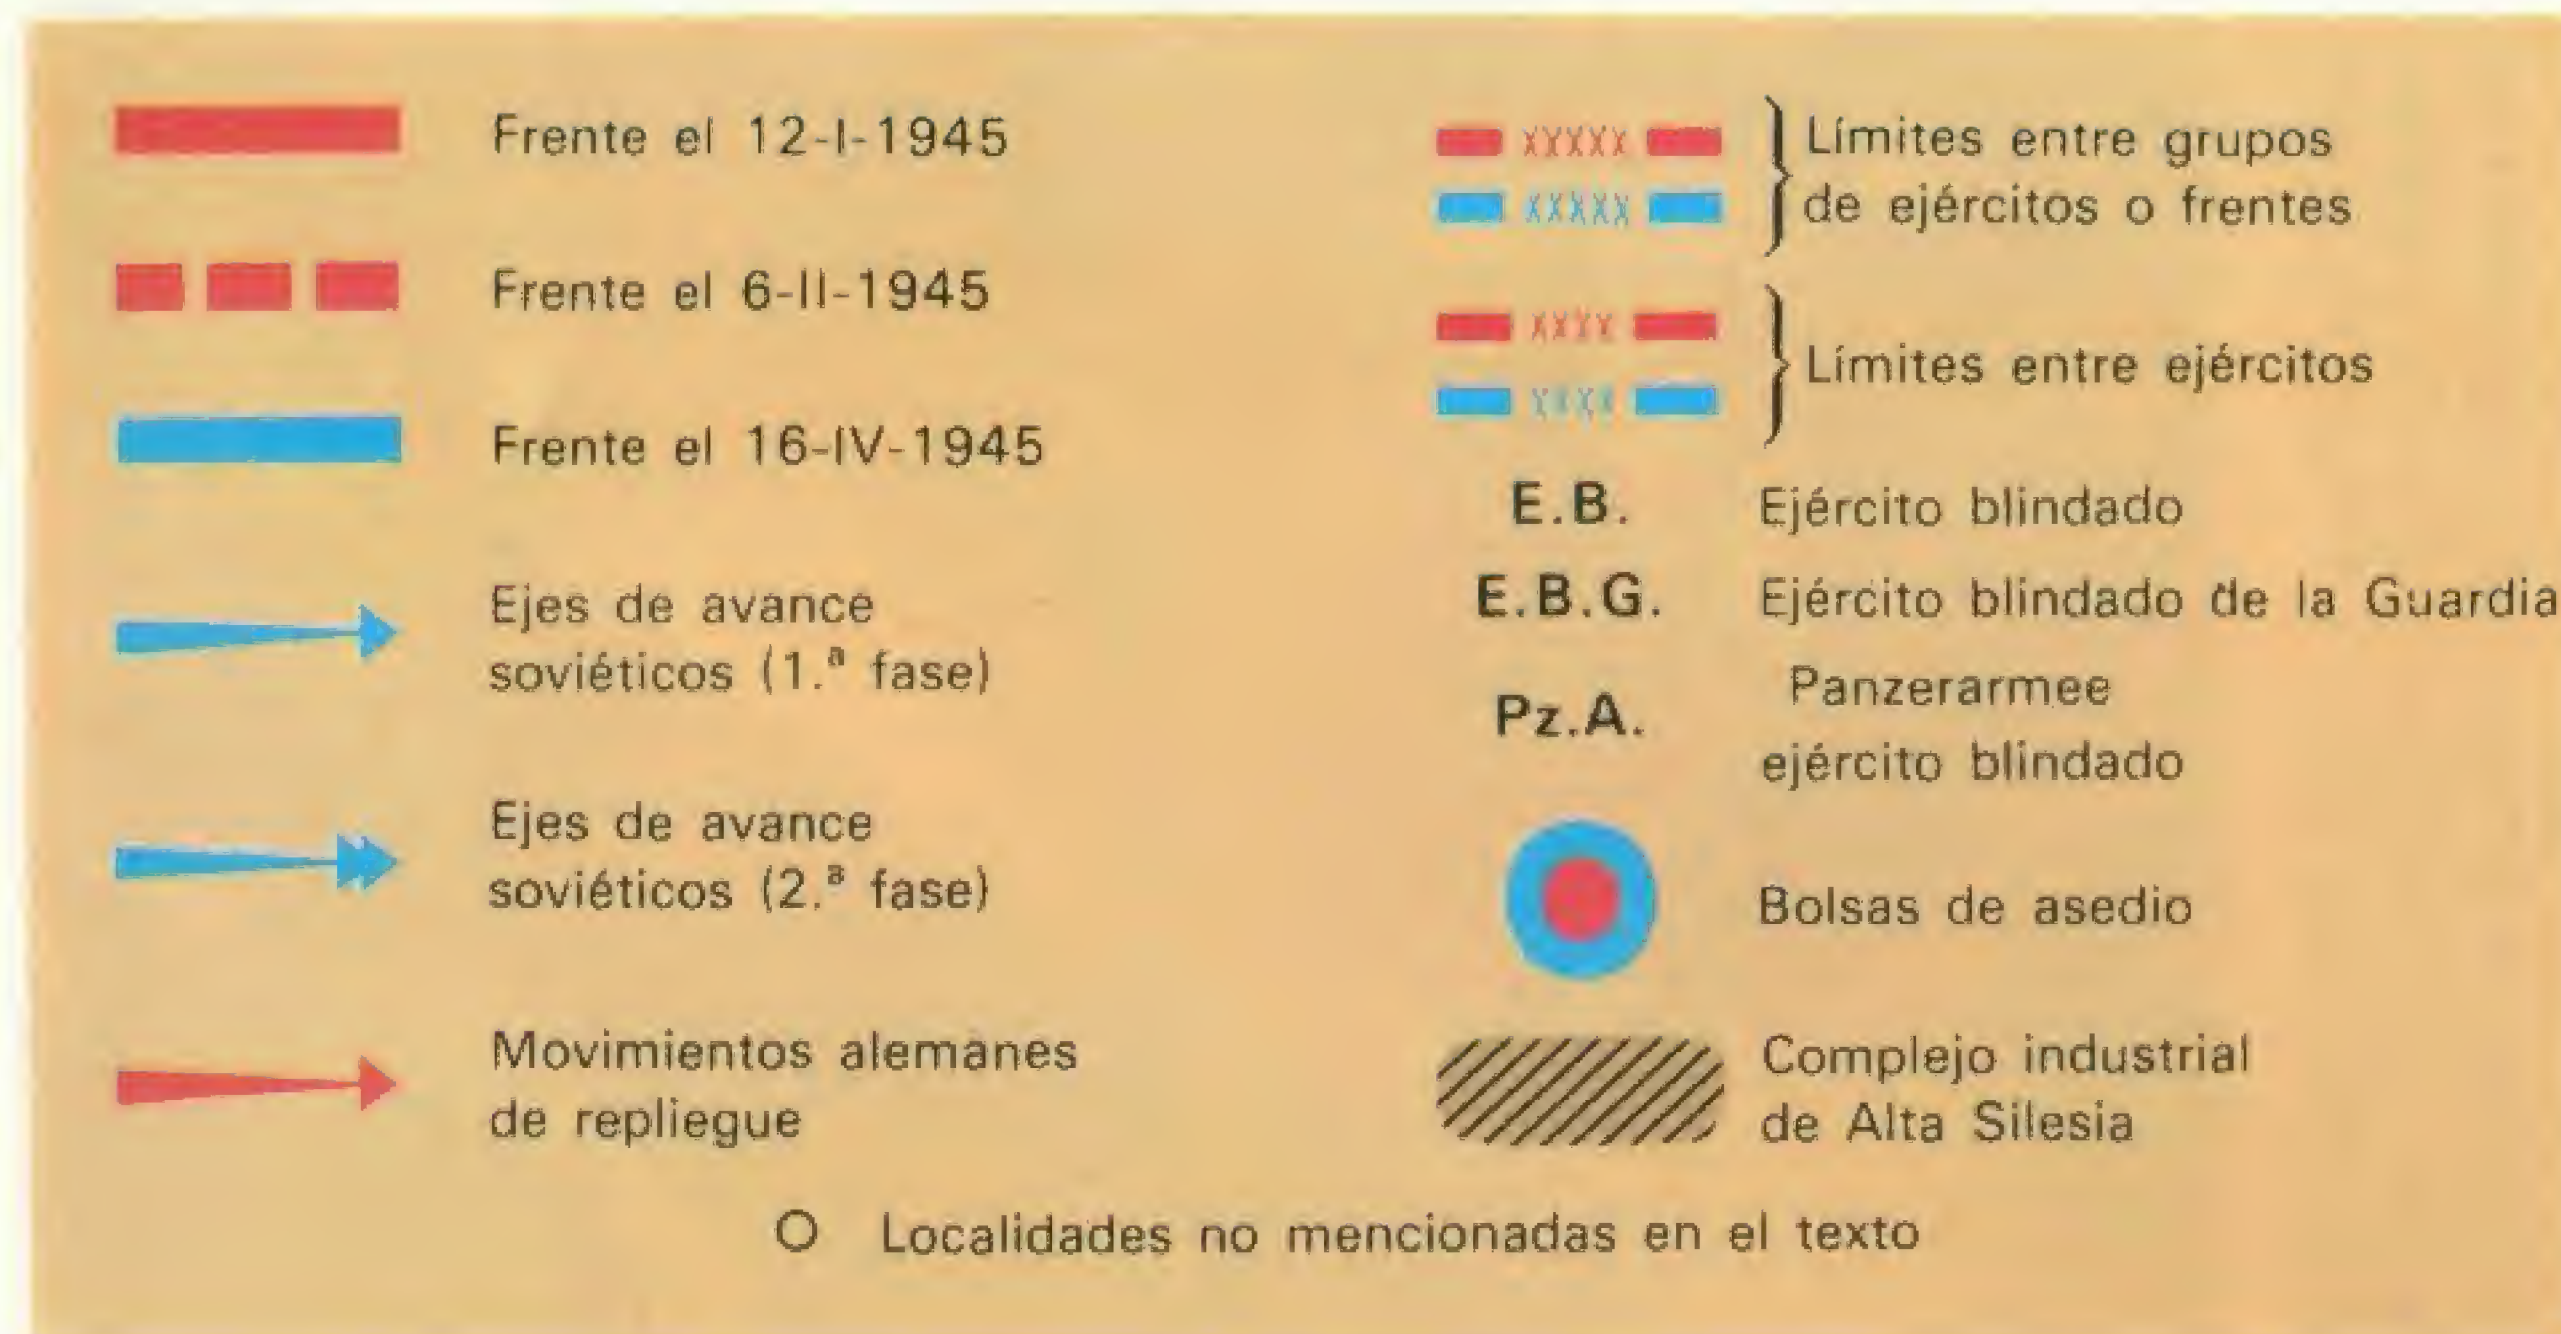 Frente el 12-I-1945
Frente el 6-II-1945
Frente el 16-IV-1945
Ejes de avance
soviéticos (1.ª fase)
Ejes de avance
soviéticos (2.ª fase)
Movimientos alemanes
de repliegue
XXXXX Límites entre grupos
XXXXX de ejércitos o frentes
XXXX
XXXX
Límites entre ejércitos
E.B. Ejército blindado
E.B.G. Ejército blindado de la Guardia
Pz.A. Panzerarmee
ejército blindado
Bolsas de asedio
Complejo industrial
de Alta Silesia
Localidades no mencionadas en el texto